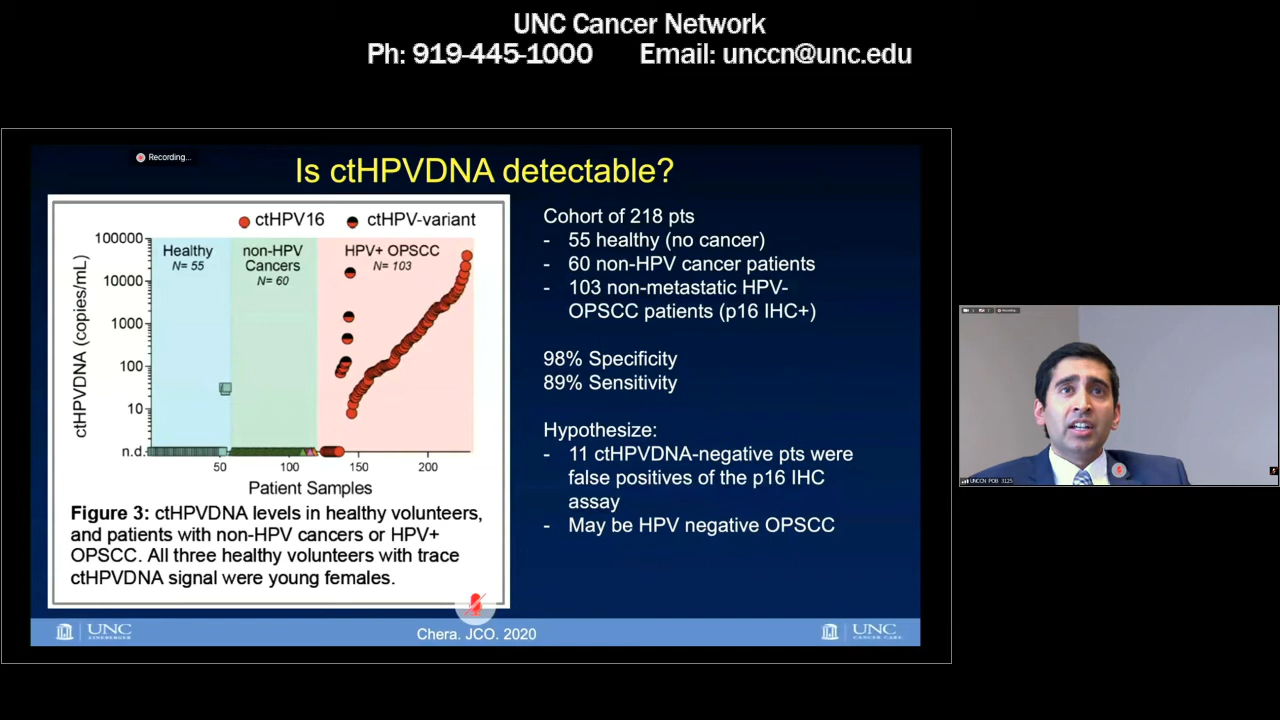 UNC Cancer Network
Ph: 919-445-1000 Email: unccn@unc.edu
Recording...
Is ctHPVDNA detectable?
ctHPV16 ctHPV-variant
Healthy
N= 55
non-HPV
Cancers
N= 60
HPV+ OPSCC
N= 103
ctHPVDNA (copies/mL)
100000
10000
1000
100
10
n.d.
50 100 150 200
Patient Samples
Figure 3: ctHPVDNA levels in healthy volunteers,
and patients with non-HPV cancers or HPV+
OPSCC. All three healthy volunteers with trace
ctHPVDNA signal were young females.
Cohort of 218 pts
- 55 healthy (no cancer)
- 60 non-HPV cancer patients
- 103 non-metastatic HPV-
OPSCC patients (p16 IHC+)
98% Specificity
89% Sensitivity
Hypothesize:
- 11 ctHPVDNA-negative pts were
false positives of the p16 IHC
assay
- May be HPV negative OPSCC
UNC
LINEBERGER
Chera. JCO. 2020
UNC
CANCER CARE
UNCCN POB 3125